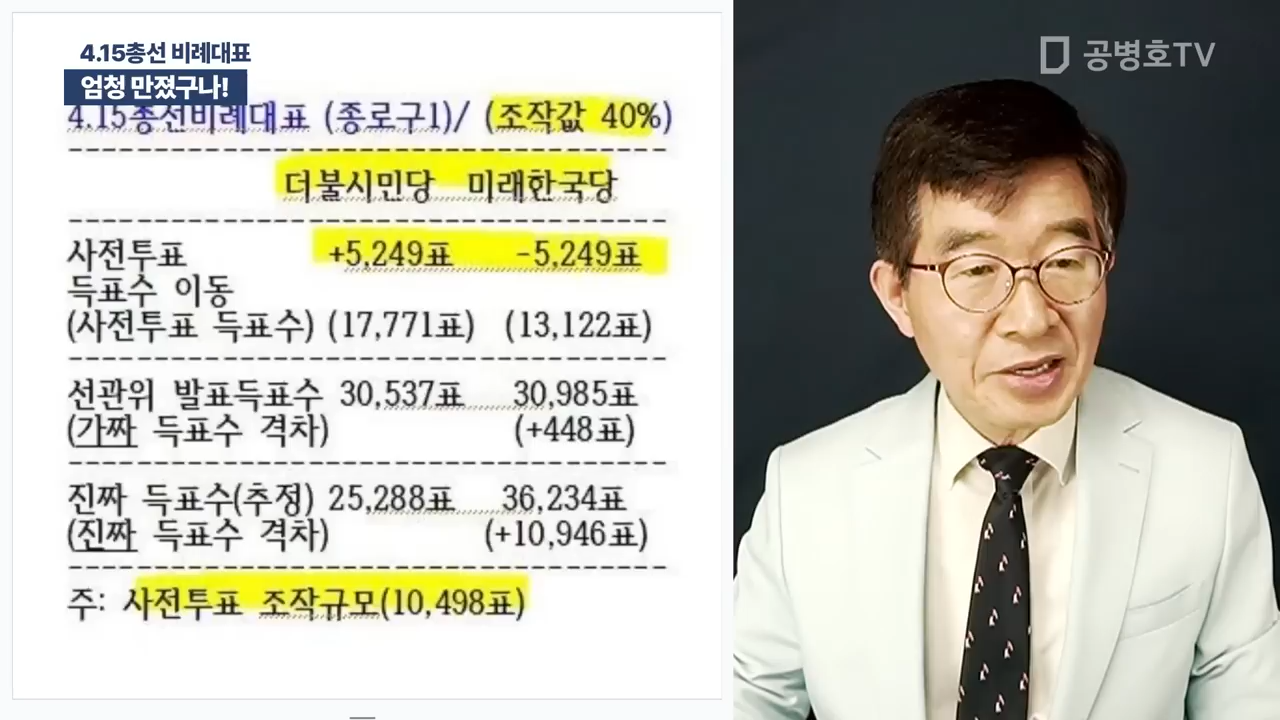 4.15총선 비례대표
엄청 만졌구나!
공병호TV
4.15총선비례대표 (종로구1)/ (조작값 40%)
더불시민당 미래한국당
사전투표 +5,249표 -5,249표
득표수 이동
(사전투표 득표수) (17,771표) (13,122표)
선관위 발표득표수 30,537표 30,985표
(가짜 득표수 격차) (+448표)
진짜 득표수(추정) 25,288표 36,234표
(진짜 득표수 격차) (+10,946표)
주: 사전투표 조작규모(10,498표)